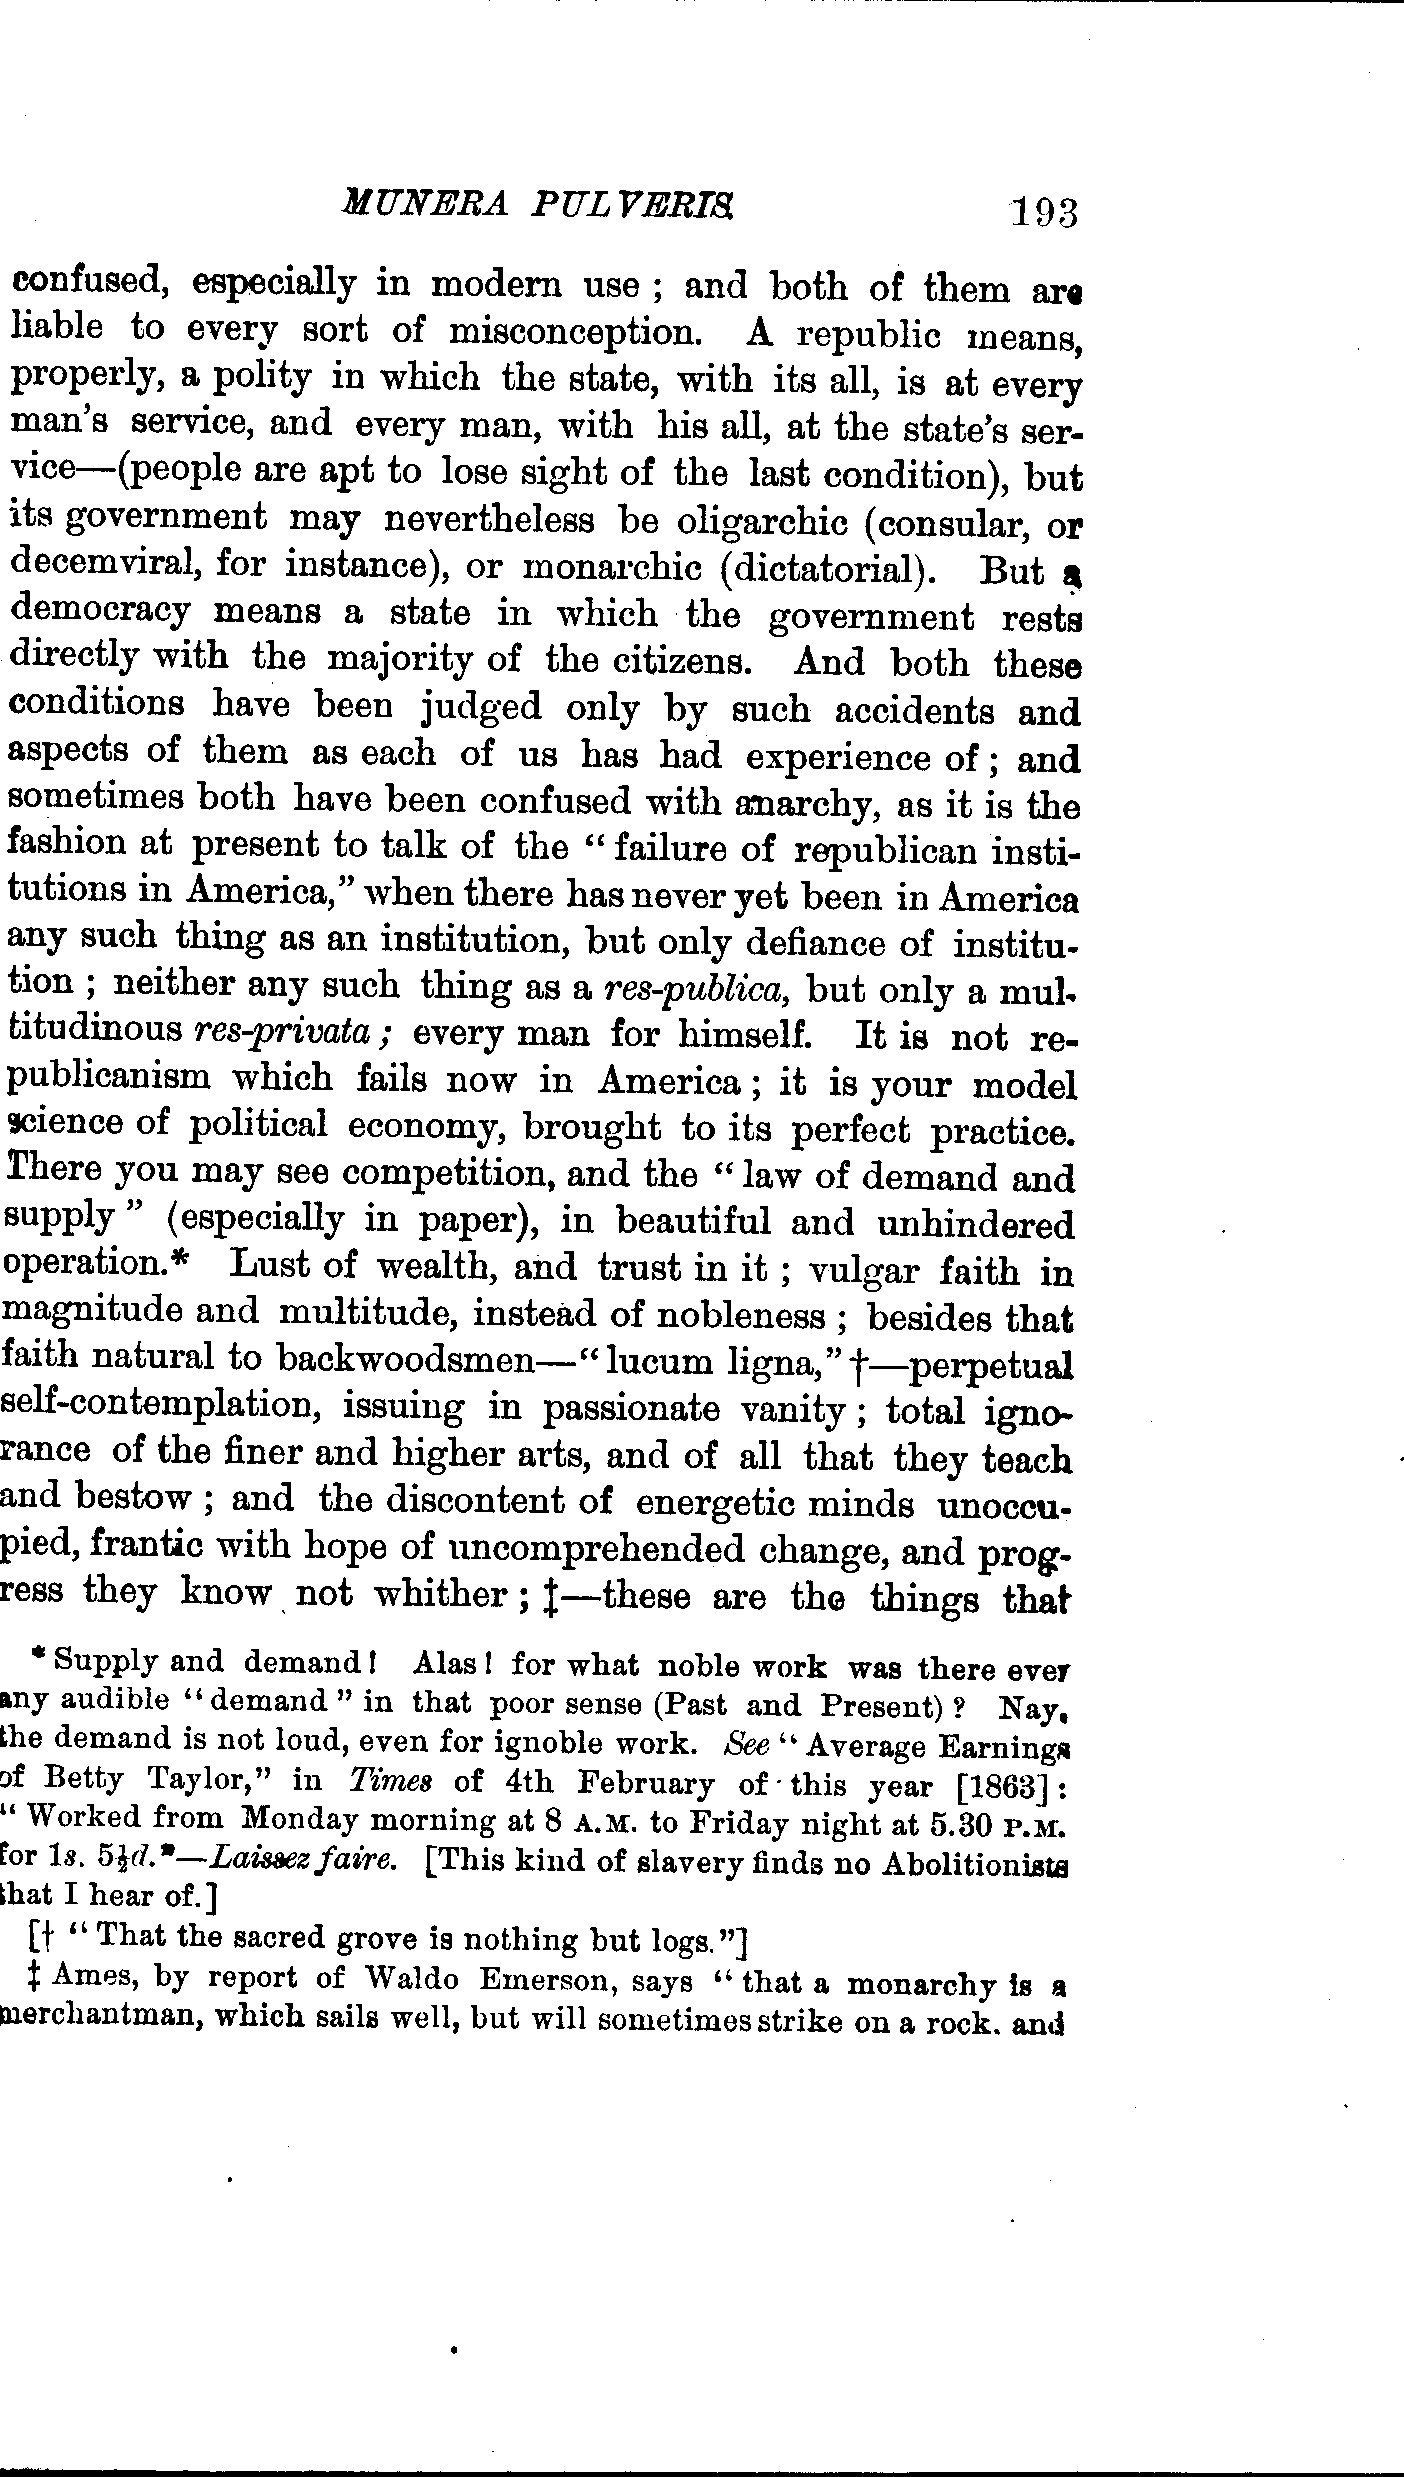 MUNERA PULVERIS. 193
confused, especially in modern use ; and both of them are
liable to every sort of misconception. A republic means,
properly, a polity in which the state, with its all, is at every
man's service, and every man, with his all, at the state's ser-
vice—(people are apt to lose sight of the last condition), but
its government may nevertheless be oligarchic (consular, or
decemviral, for instance), or monarchic (dictatorial). But a
democracy means a state in which the government rests
directly with the majority of the citizens. And both these
conditions have been judged only by such accidents and
aspects of them as each of us has had experience of ; and
sometimes both have been confused with anarchy, as it is the
fashion at present to talk of the “ failure of republican insti-
tutions in America,” when there has never yet been in America
any such thing as an institution, but only defiance of institu-
tion ; neither any such thing as a res-publica, but only a mul-
titudinous res-privata ; every man for himself. It is not re-
publicanism which fails now in America ; it is your model
science of political economy, brought to its perfect practice.
There you may see competition, and the “ law of demand and
supply ” (especially in paper), in beautiful and unhindered
operation.* Lust of wealth, and trust in it ; vulgar faith in
magnitude and multitude, instead of nobleness ; besides that
faith natural to backwoodsmen—“ lucum ligna,” †—perpetual
self-contemplation, issuing in passionate vanity ; total igno-
rance of the finer and higher arts, and of all that they teach
and bestow ; and the discontent of energetic minds unoccu-
pied, frantic with hope of uncomprehended change, and prog-
ress they know not whither ; ‡—these are the things that
* Supply and demand ! Alas ! for what noble work was there ever
any audible “ demand ” in that poor sense (Past and Present) ? Nay,
the demand is not loud, even for ignoble work. See “ Average Earnings
of Betty Taylor,” in Times of 4th February of this year [1863] :
“ Worked from Monday morning at 8 A.M. to Friday night at 5.30 P.M.
for 1s. 5½d.”—Laissez faire. [This kind of slavery finds no Abolitionists
that I hear of.]
[† “ That the sacred grove is nothing but logs.”]
‡ Ames, by report of Waldo Emerson, says “ that a monarchy is a
merchantman, which sails well, but will sometimes strike on a rock, and